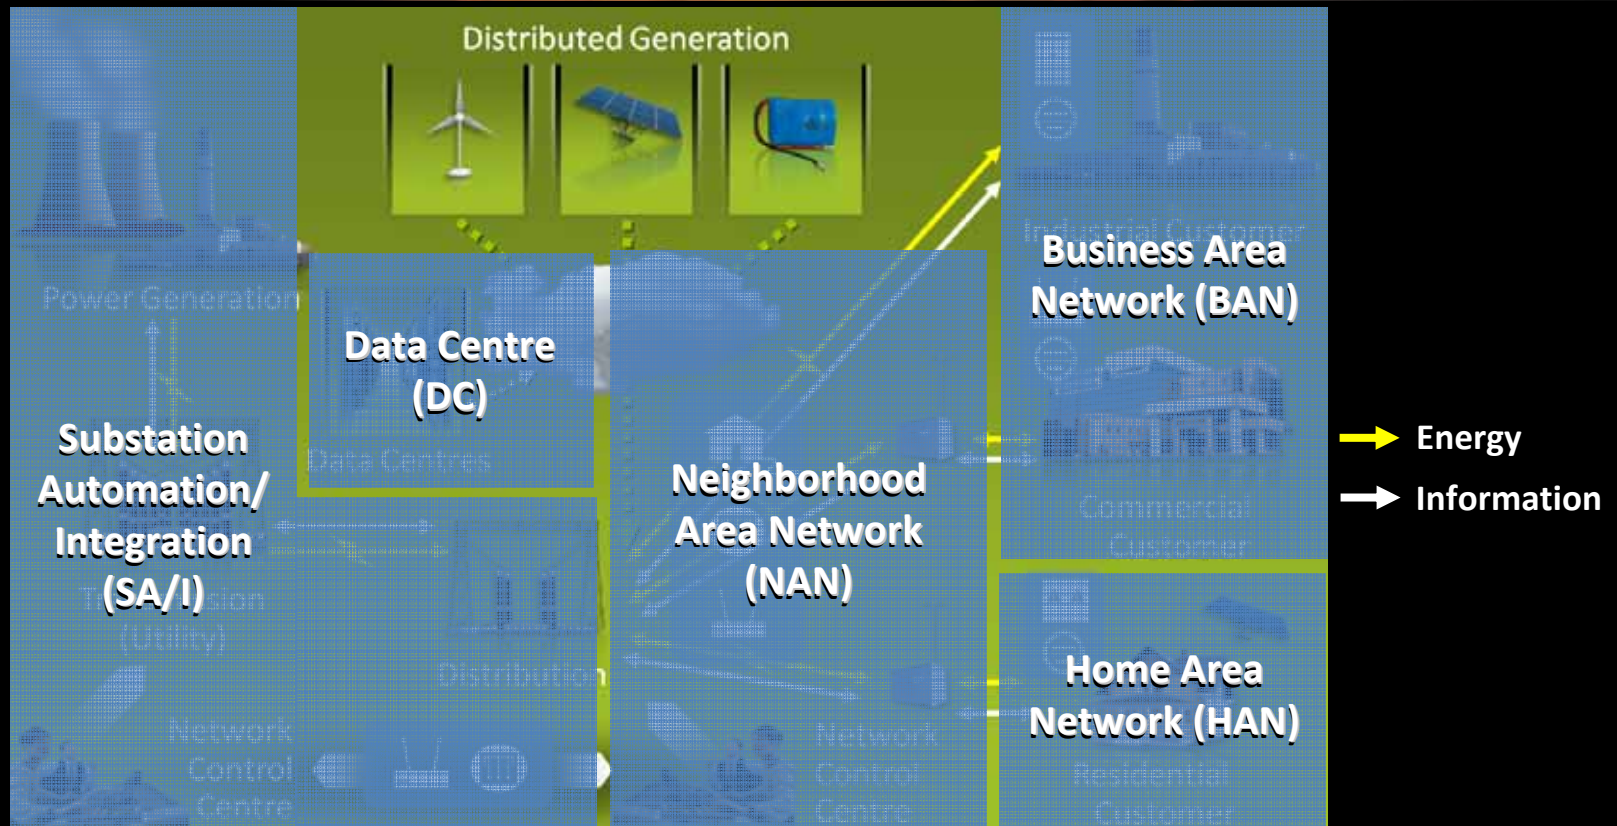 Distributed Generation
Industrial Customer
Business Area
Network (BAN)
Power Generation
Data Centre
(DC)
Data Centres
Substation
Automation/
Integration
(SA/I)
Transmission
(Utility)
Neighborhood
Area Network
(NAN)
Energy
Information
Commercial
Customer
Distribution
Home Area
Network (HAN)
Network
Control
Centre
Network
Control
Centre
Residential
Customer